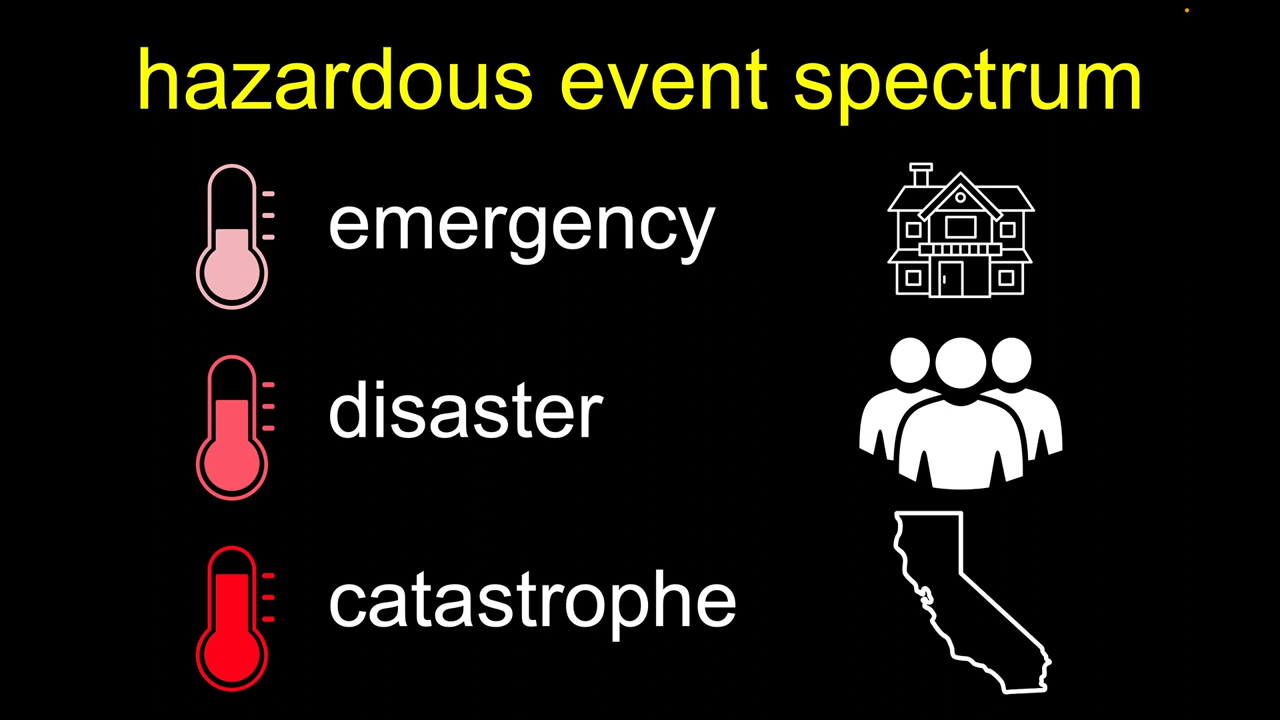 hazardous event spectrum
emergency
disaster
catastrophe